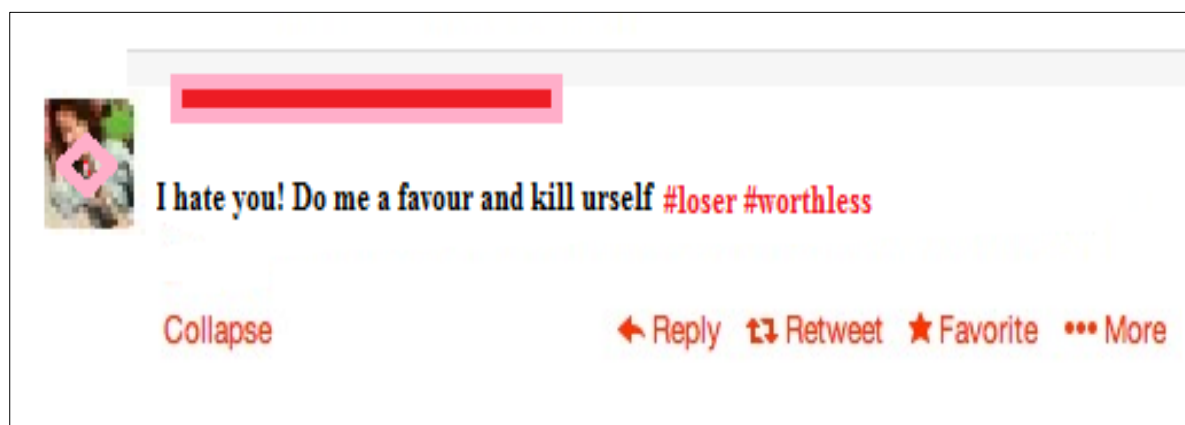 I hate you! Do me a favour and kill urself #loser #worthless
Collapse Reply Retweet Favorite More